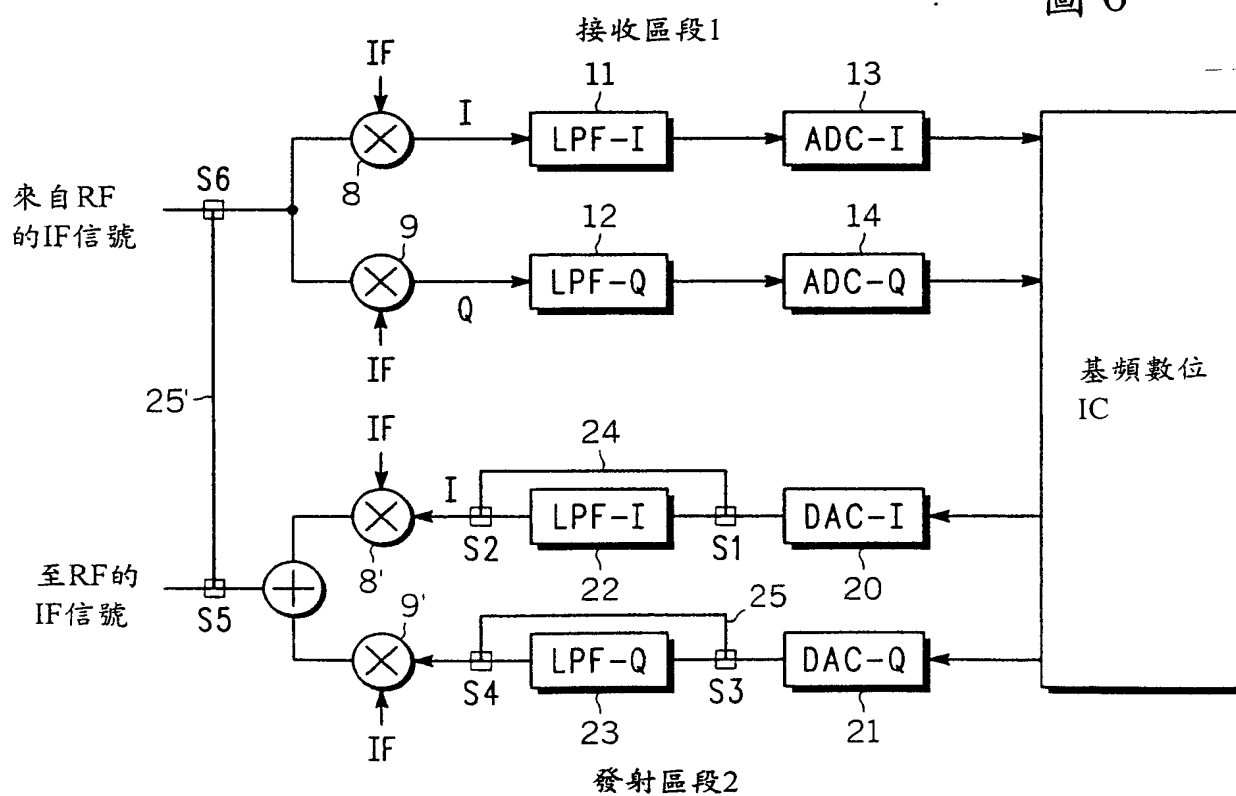 圖 6
接收區段1
IF
I
11
LPF-I
13
ADC-I
8
S6
來自RF
的IF信號
9
12
LPF-Q
14
ADC-Q
Q
IF
25'
基頻數位
IC
IF
24
I
S2
LPF-I
S1
DAC-I
8'
22
20
至RF的
IF信號
S5
9'
25
S4
LPF-Q
S3
DAC-Q
IF
23
21
發射區段2